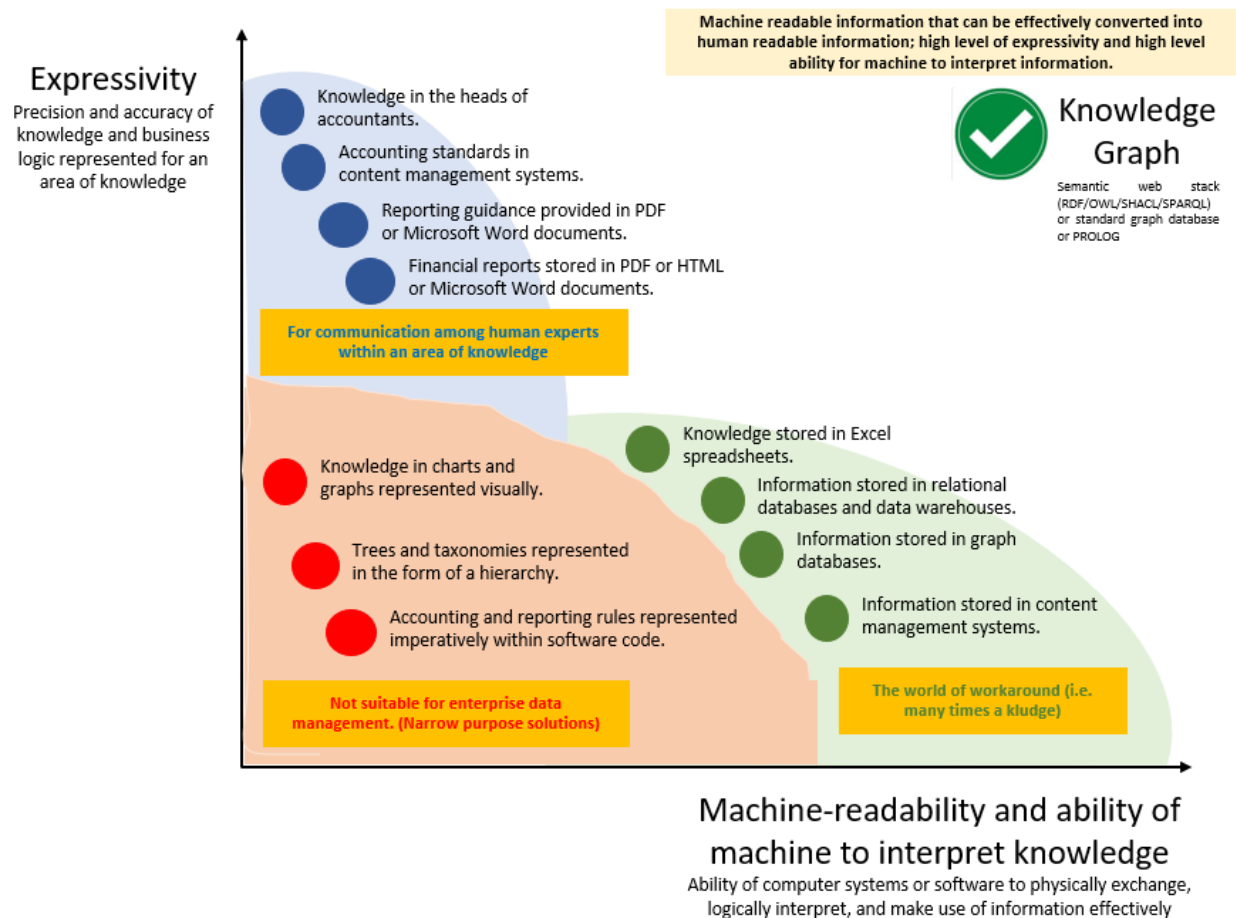 Machine readable information that can be effectively converted into
human readable information; high level of expressivity and high level
ability for machine to interpret information.
Expressivity
Precision and accuracy of
knowledge and business
logic represented for an
area of knowledge
Knowledge in the heads of
accountants.
Accounting standards in
content management systems.
Reporting guidance provided in PDF
or Microsoft Word documents.
Financial reports stored in PDF or HTML
or Microsoft Word documents.
For communication among human experts
within an area of knowledge
Knowledge
Graph
Semantic web stack
(RDF/OWL/SHACL/SPARQL)
or standard graph database
or PROLOG
Knowledge in charts and
graphs represented visually.
Trees and taxonomies represented
in the form of a hierarchy.
Accounting and reporting rules represented
imperatively within software code.
Not suitable for enterprise data
management. (Narrow purpose solutions)
Knowledge stored in Excel
spreadsheets.
Information stored in relational
databases and data warehouses.
Information stored in graph
databases.
Information stored in content
management systems.
The world of workaround (i.e.
many times a kludge)
Machine-readability and ability of
machine to interpret knowledge
Ability of computer systems or software to physically exchange,
logically interpret, and make use of information effectively